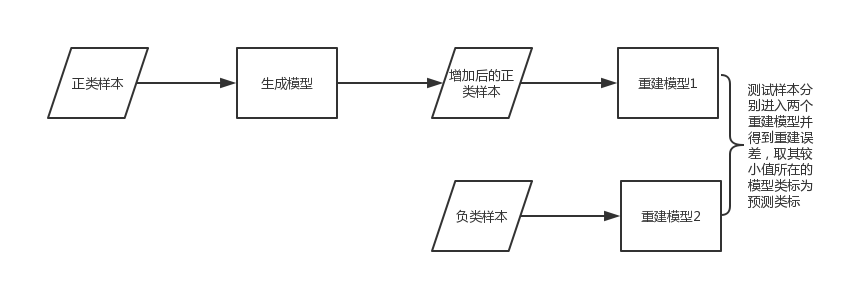 正类样本
生成模型
增加后的正
类样本
重建模型1
测试样本分
别进入两个
重建模型并
得到重建误
差，取其较
小值所在的
模型类标为
预测类标
负类样本
重建模型2